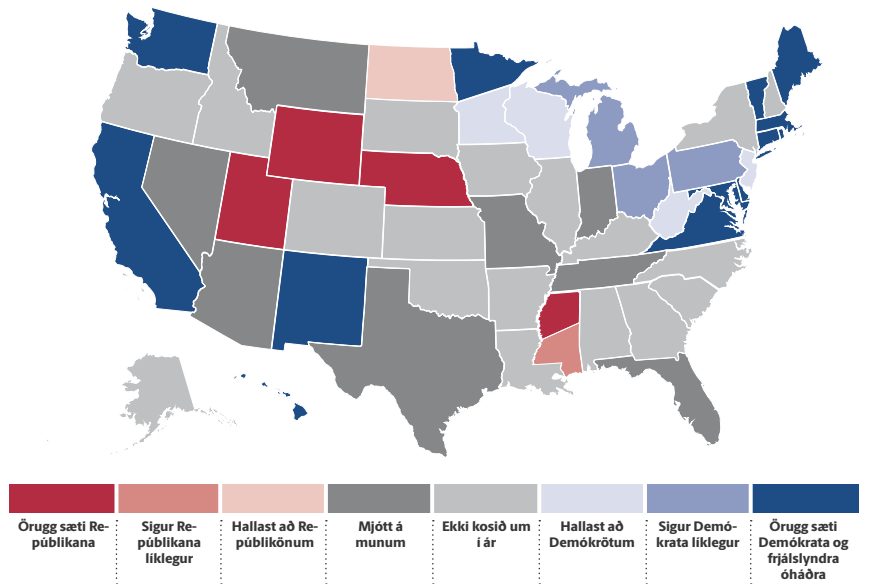 Örugg sæti Re-
públikana
Sigur Re-
públikana
líklegur
Hallast að Re-
públikönum
Mjótt á
munum
Ekki kosið um
í ár
Hallast að
Demókrötum
Sigur Demó-
krata líklegur
Örugg sæti
Demókrata og
frjálslyndra
óháðra